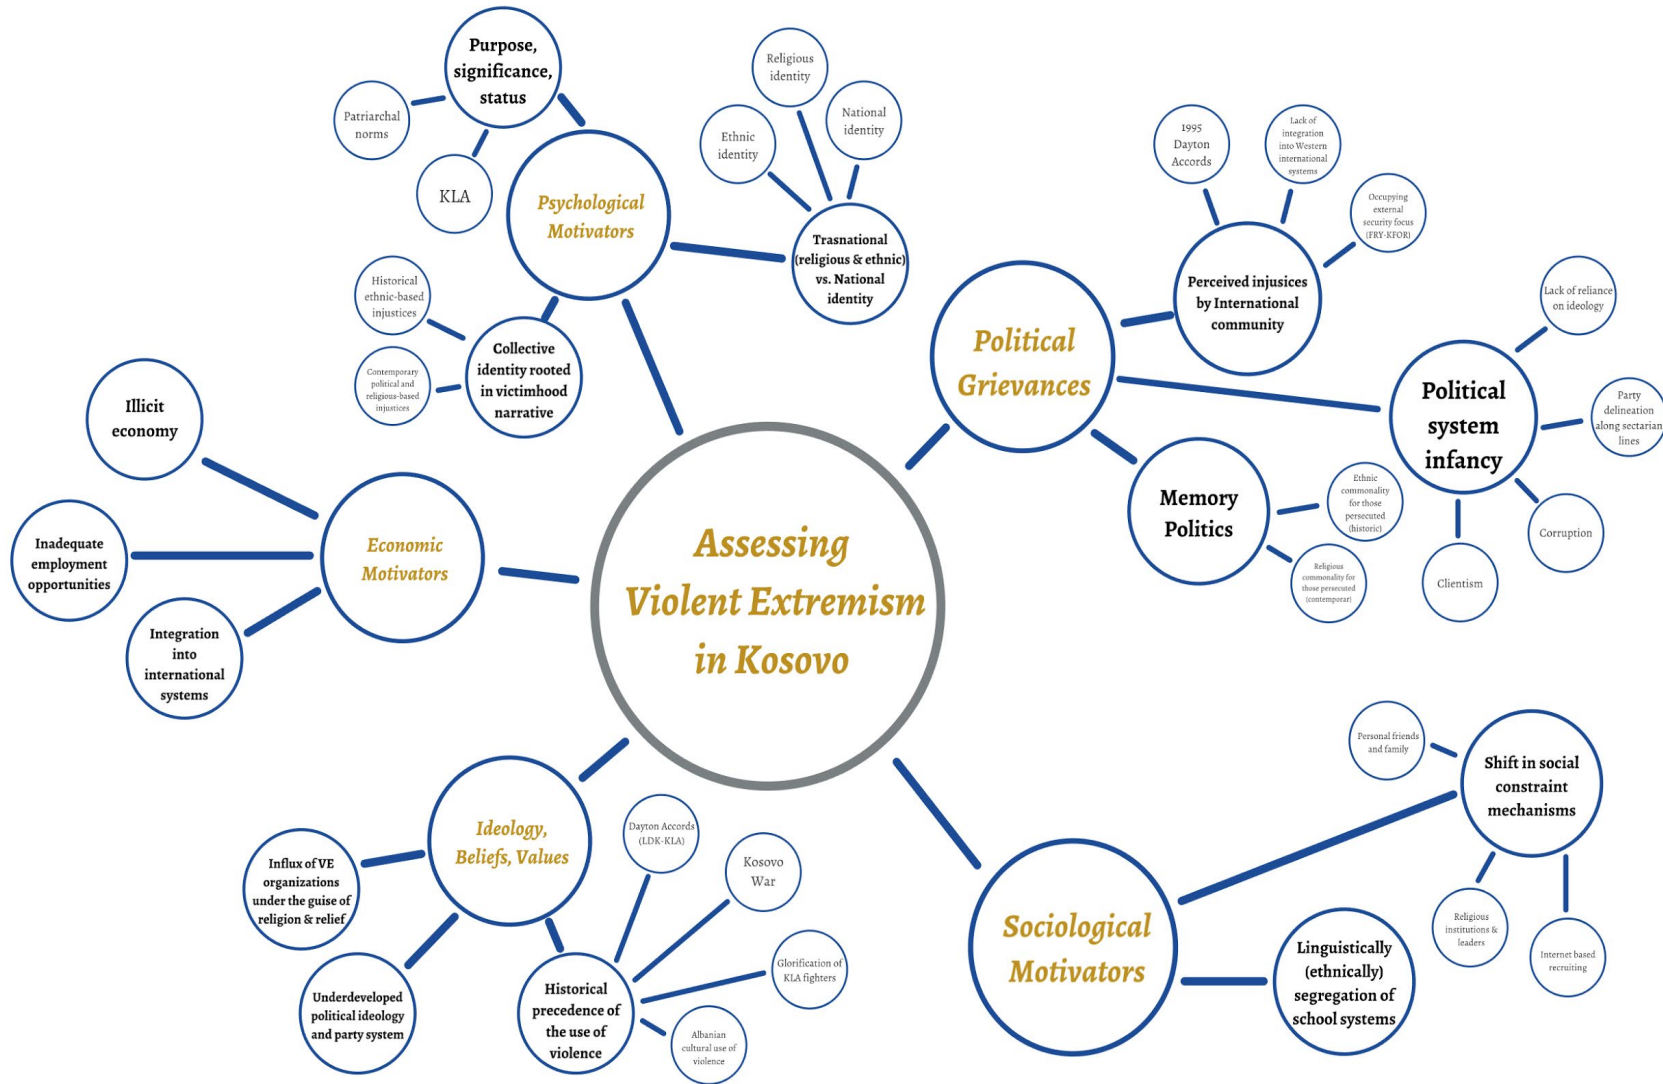 Purpose,
significance,
status
Patriarchal
norms
KLA
Psychological
Motivators
Religious
identity
Ethnic
identity
National
identity
Trasnational
(religious & ethnic)
vs. National
identity
Historical
ethnic-based
injustices
Contemporary
political and
religious-based
injustices
Collective
identity rooted
in victimhood
narrative
Political
Grievances
1995
Dayton
Accords
Lack of
integration
into Western
international
systems
Occupying
external
security focus
(FRY-KFOR)
Perceived injusices
by International
community
Political
system
infancy
Lack of reliance
on ideology
Party
delineation
along sectarian
lines
Corruption
Clientism
Memory
Politics
Ethnic
commonality
for those
persecuted
(historic)
Religious
commonality for
those persecuted
(contemporar)
Economic
Motivators
Illicit
economy
Inadequate
employment
opportunities
Integration
into
international
systems
Assessing
Violent Extremism
in Kosovo
Ideology,
Beliefs, Values
Influx of VE
organizations
under the guise of
religion & relief
Underdeveloped
political ideology
and party system
Historical
precedence of
the use of
violence
Dayton Accords
(LDK-KLA)
Kosovo
War
Glorification of
KLA fighters
Albanian
cultural use of
violence
Sociological
Motivators
Shift in social
constraint
mechanisms
Personal friends
and family
Religious
institutions &
leaders
Internet based
recruiting
Linguistically
(ethnically)
segregation of
school systems